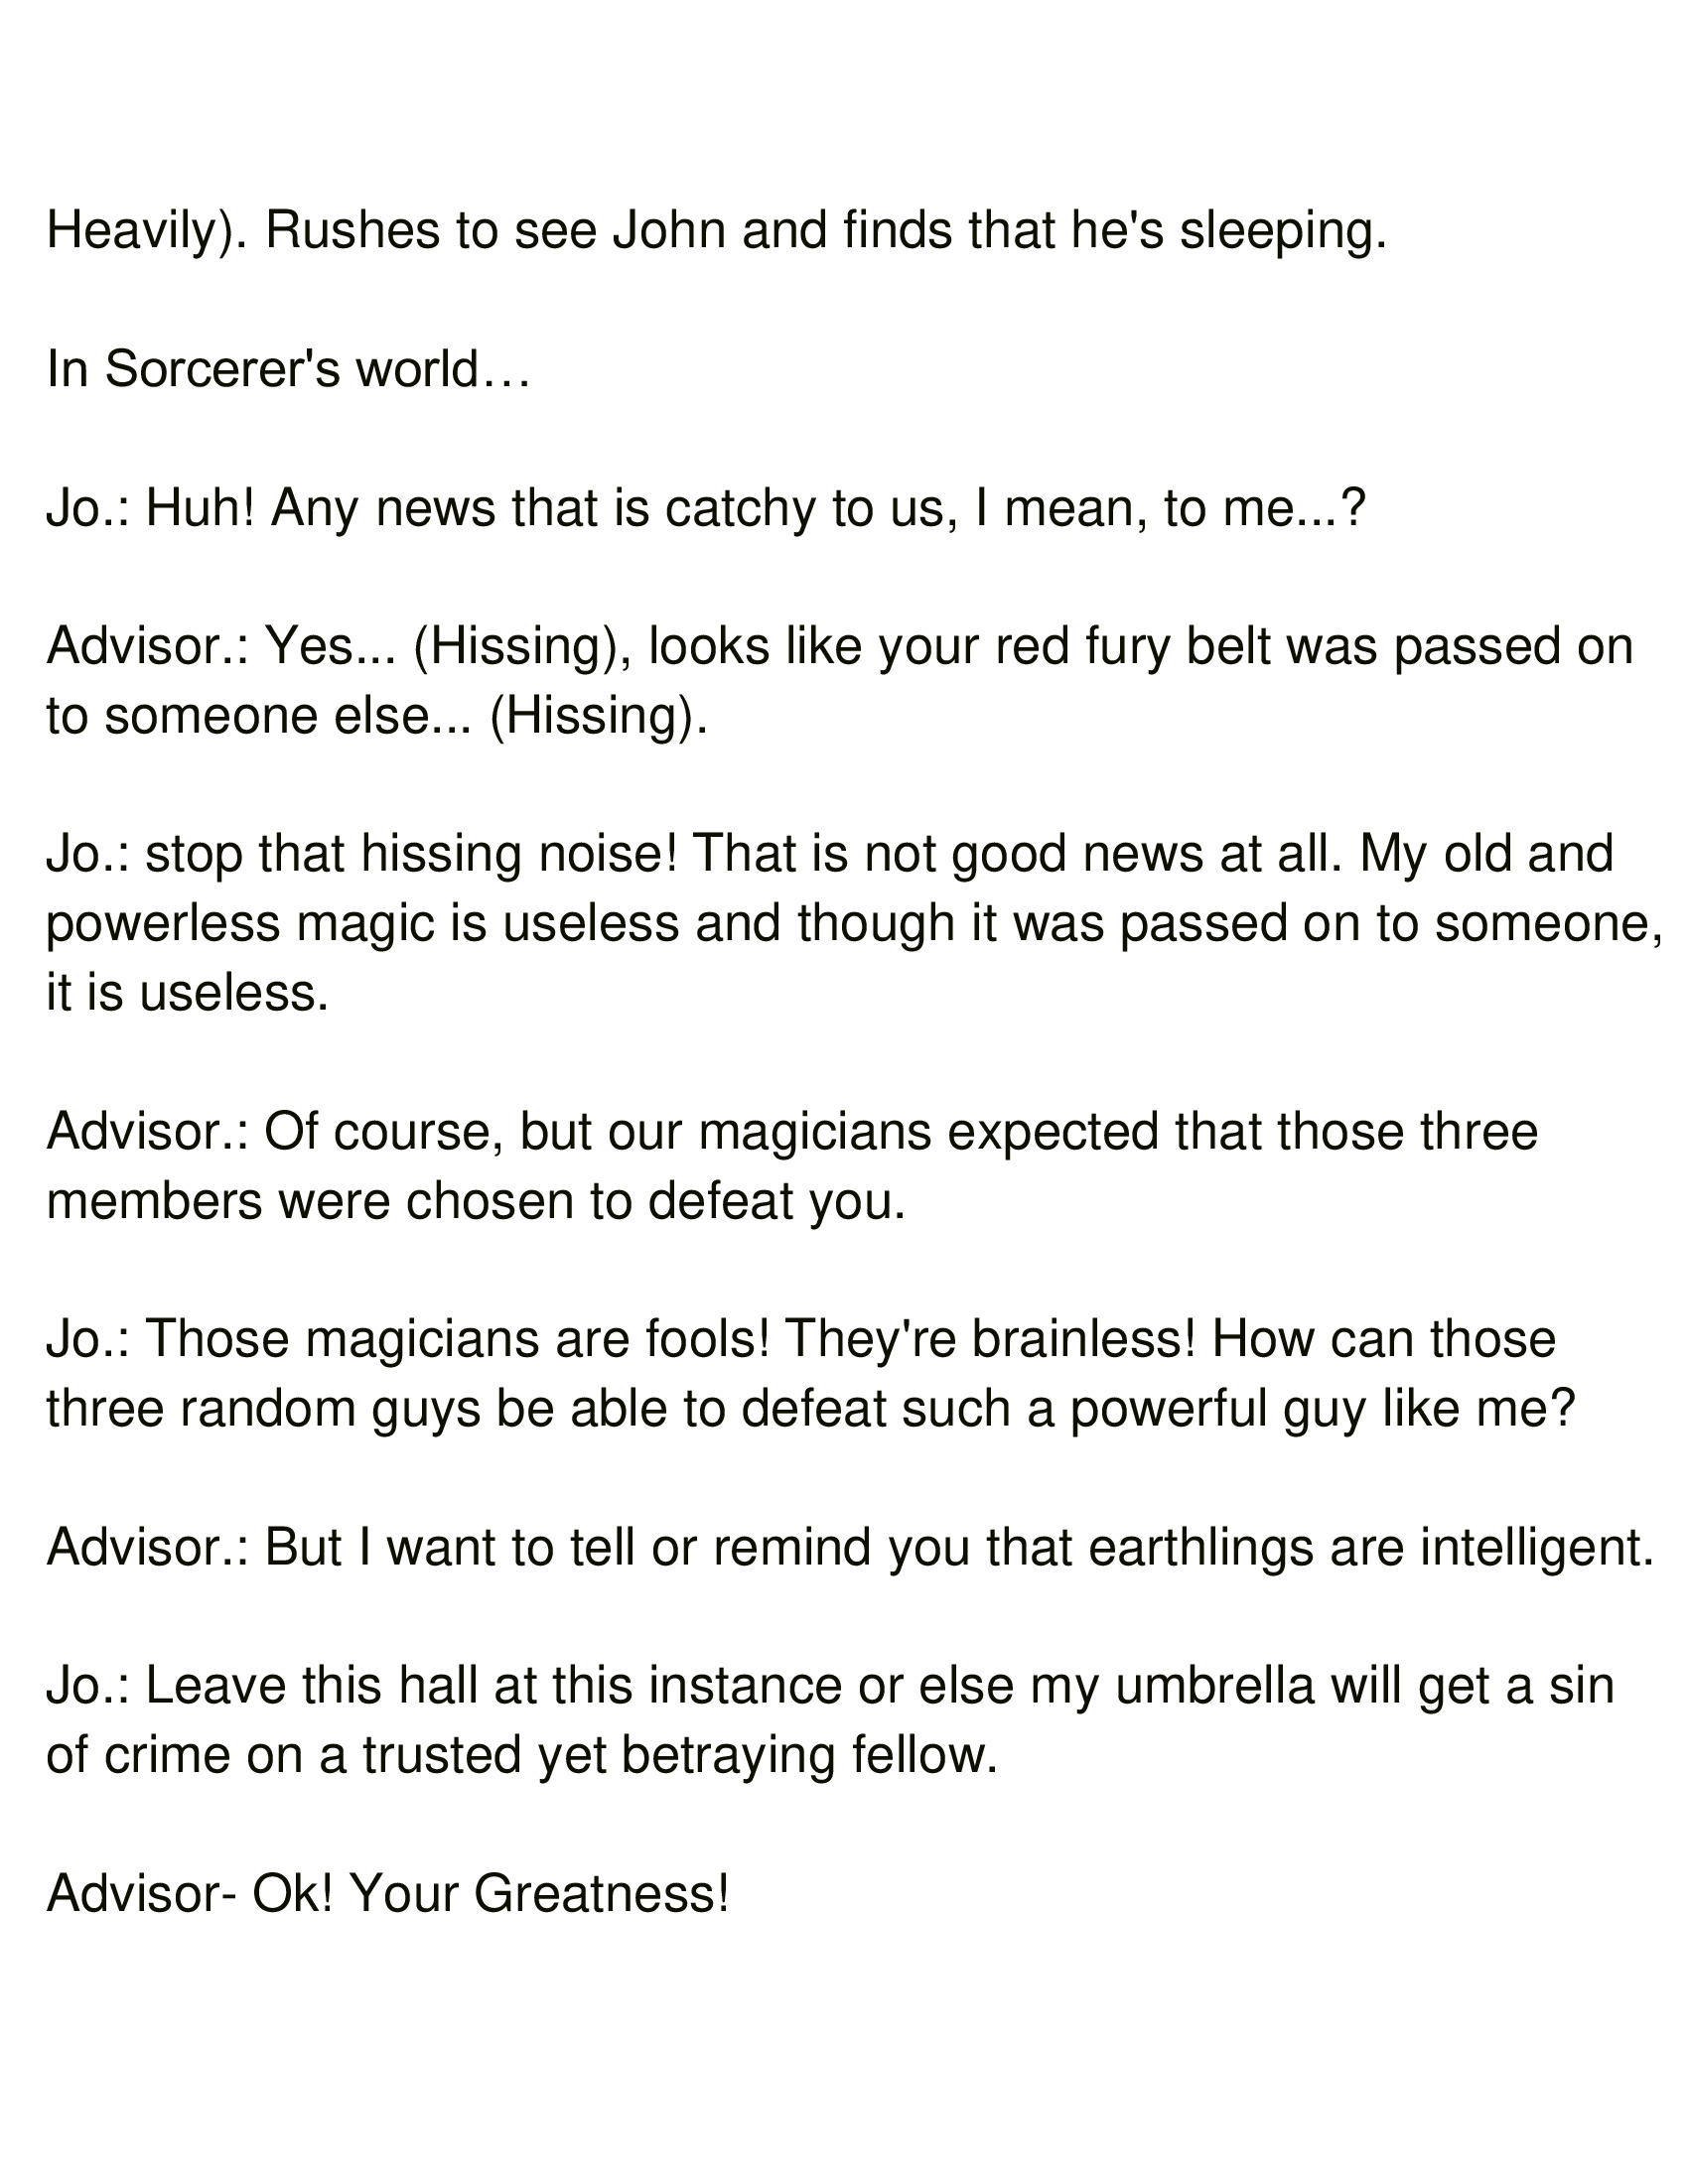 Heavily). Rushes to see John and finds that he's sleeping.
In Sorcerer's world…
Jo.: Huh! Any news that is catchy to us, I mean, to me...?
Advisor.: Yes... (Hissing), looks like your red fury belt was passed on
to someone else... (Hissing).
Jo.: stop that hissing noise! That is not good news at all. My old and
powerless magic is useless and though it was passed on to someone,
it is useless.
Advisor.: Of course, but our magicians expected that those three
members were chosen to defeat you.
Jo.: Those magicians are fools! They're brainless! How can those
three random guys be able to defeat such a powerful guy like me?
Advisor.: But I want to tell or remind you that earthlings are intelligent.
Jo.: Leave this hall at this instance or else my umbrella will get a sin
of crime on a trusted yet betraying fellow.
Advisor- Ok! Your Greatness!